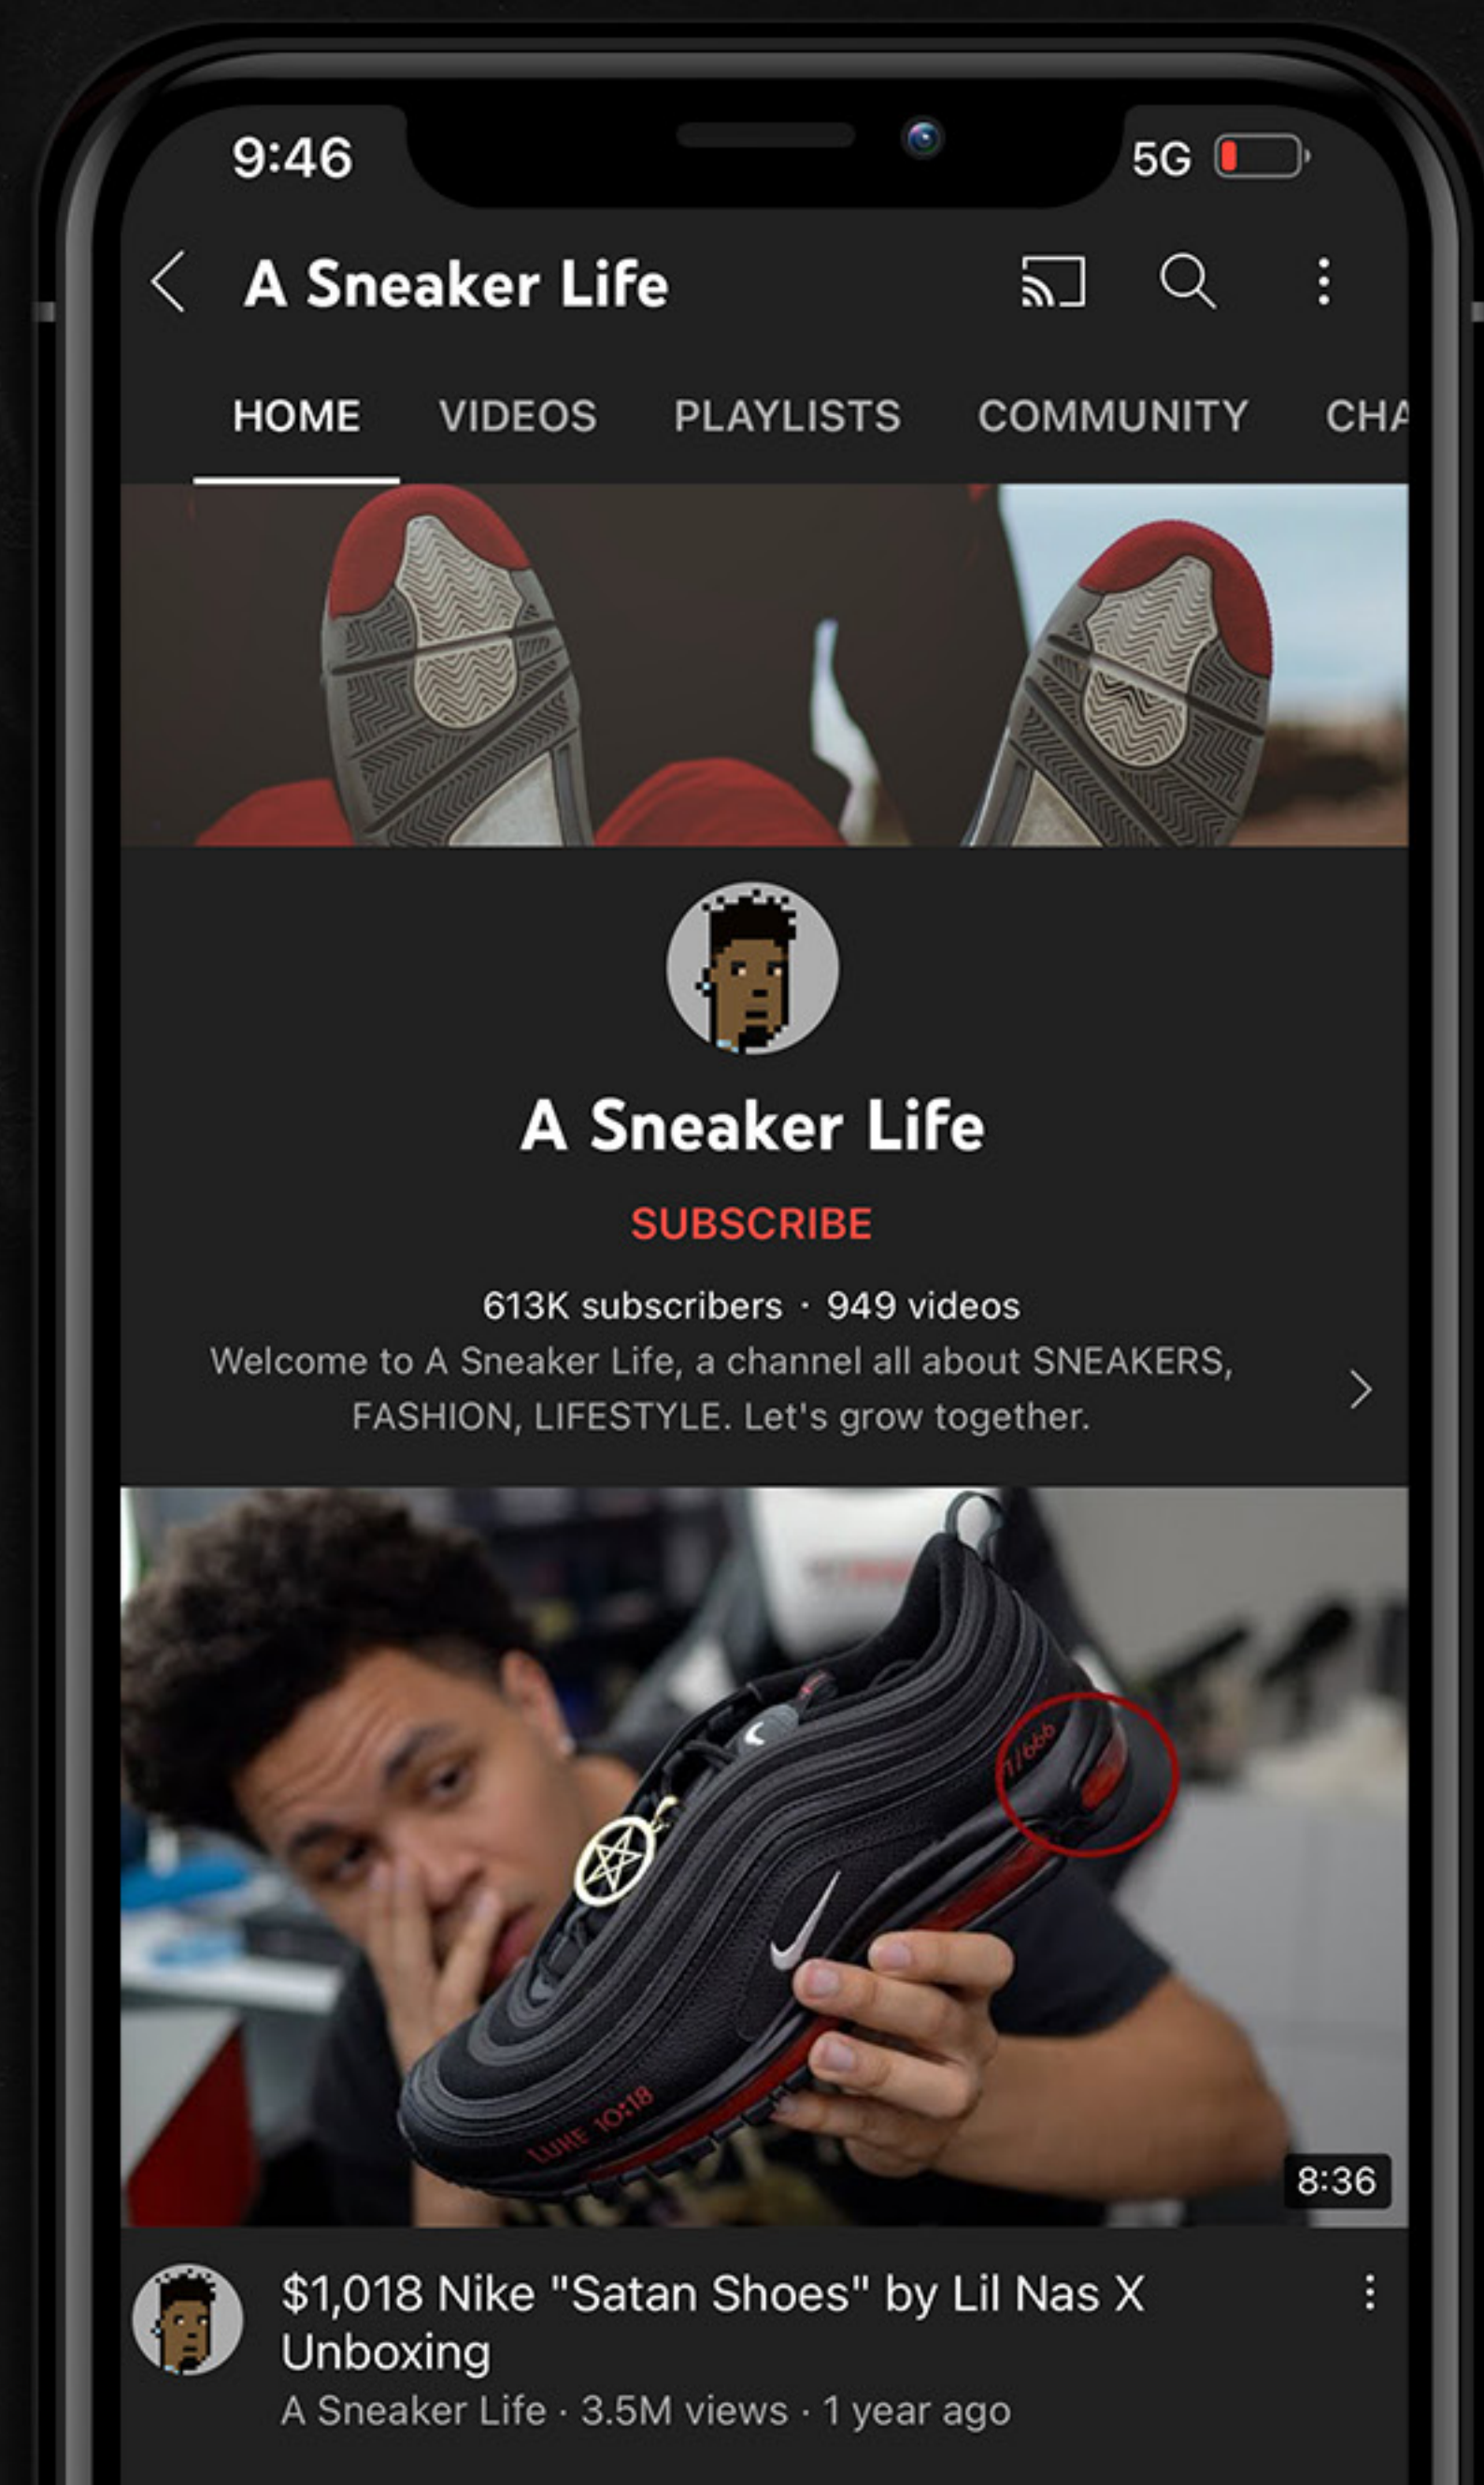 9:46
5G
A Sneaker Life
HOME VIDEOS PLAYLISTS COMMUNITY CHA
A Sneaker Life
SUBSCRIBE
613K subscribers · 949 videos
Welcome to A Sneaker Life, a channel all about SNEAKERS,
FASHION, LIFESTYLE. Let's grow together.
/666
LUKE 10:18
8:36
$1,018 Nike "Satan Shoes" by Lil Nas X
Unboxing
A Sneaker Life · 3.5M views · 1 year ago